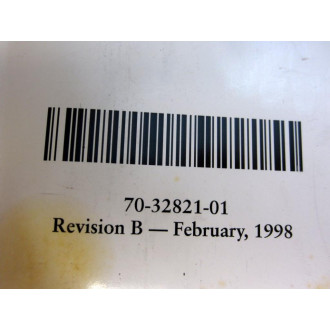 70-32821-01
Revision B — February, 1998